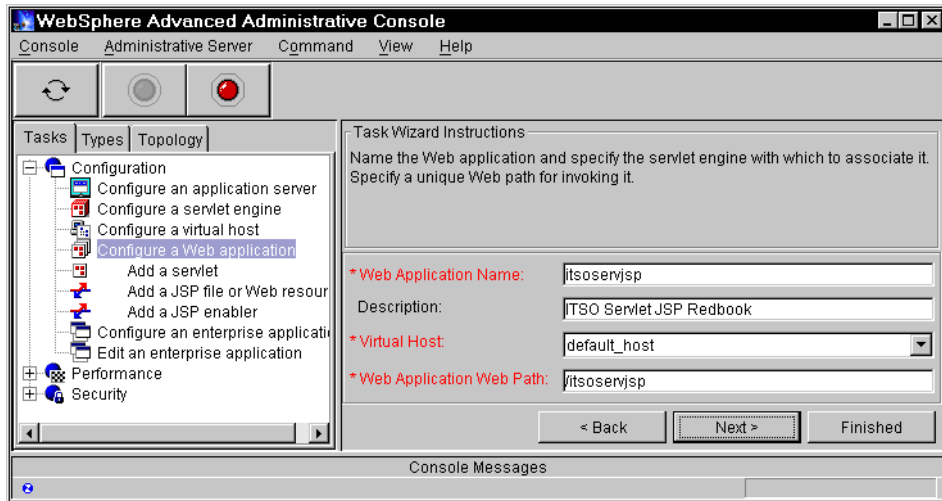 WebSphere Advanced Administrative Console
Console Administrative Server Command View Help
Tasks Types Topology
Configuration
Configure an application server
Configure a servlet engine
Configure a virtual host
Configure a Web application
Add a servlet
Add a JSP file or Web resour
Add a JSP enabler
Configure an enterprise applicati
Edit an enterprise application
Performance
Security
Task Wizard Instructions
Name the Web application and specify the servlet engine with which to associate it.
Specify a unique Web path for invoking it.
* Web Application Name: itsoservjsp
Description: ITSO Servlet JSP Redbook
* Virtual Host: default_host
* Web Application Web Path: /itsoservjsp
< Back Next > Finished
Console Messages